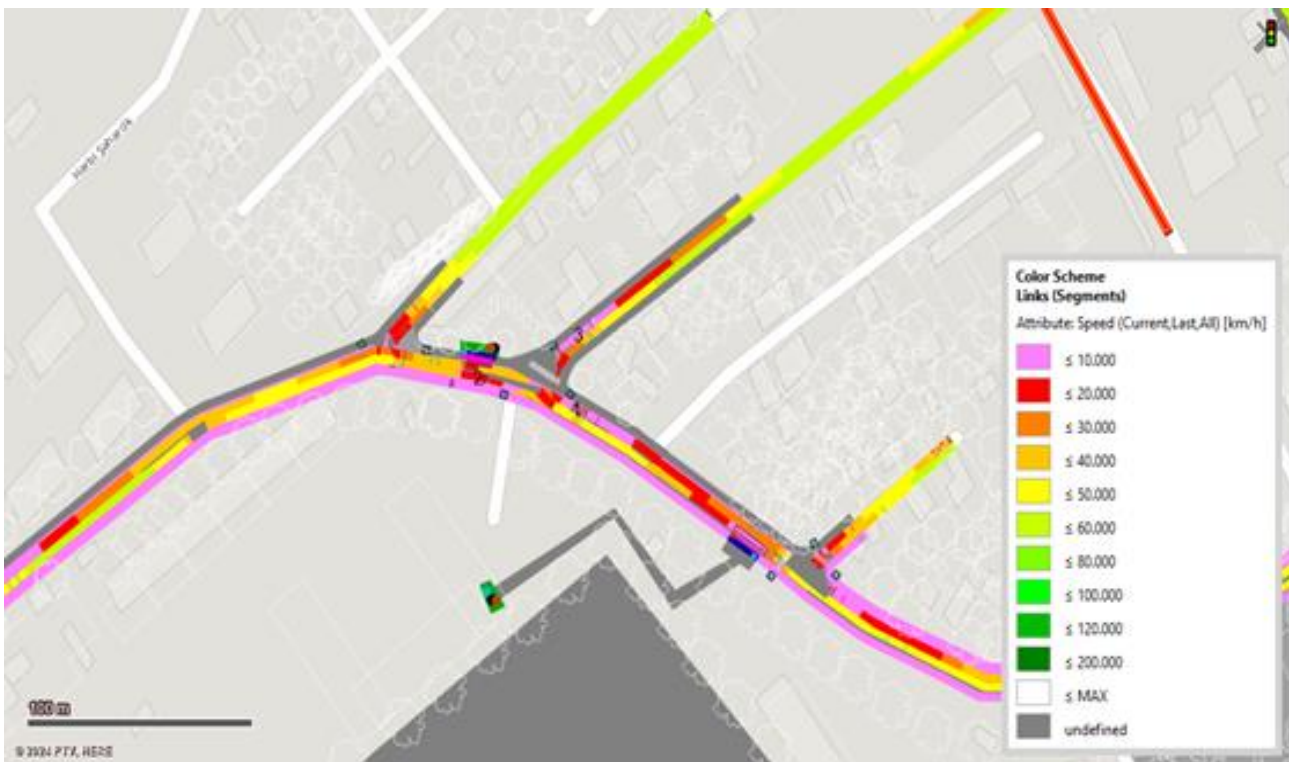 100 m
© 2024 PTV, HERE
Color Scheme
Links (Segments)
Attribute: Speed (Current,Last,All) [km/h]
≤ 10.000
≤ 20.000
≤ 30.000
≤ 40.000
≤ 50.000
≤ 60.000
≤ 80.000
≤ 100.000
≤ 120.000
≤ 200.000
≤ MAX
undefined